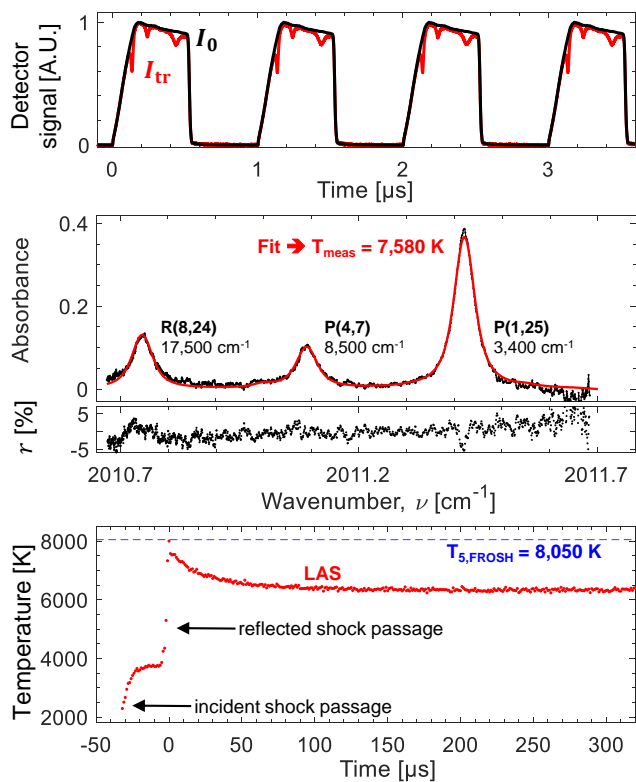 Detector
signal [A.U.]
1
0
I₀
Iₜᵣ
0 1 2 3
Time [µs]
Absorbance
0.4
0.2
0
Fit ➔ Tₘₑₐₛ = 7,580 K
R(8,24)
17,500 cm⁻¹
P(4,7)
8,500 cm⁻¹
P(1,25)
3,400 cm⁻¹
r [%]
5
-5
2010.7 2011.2 2011.7
Wavenumber, ν [cm⁻¹]
Temperature [K]
8000
6000
4000
2000
T5,FROSH = 8,050 K
LAS
reflected shock passage
incident shock passage
-50 0 50 100 150 200 250 300
Time [µs]